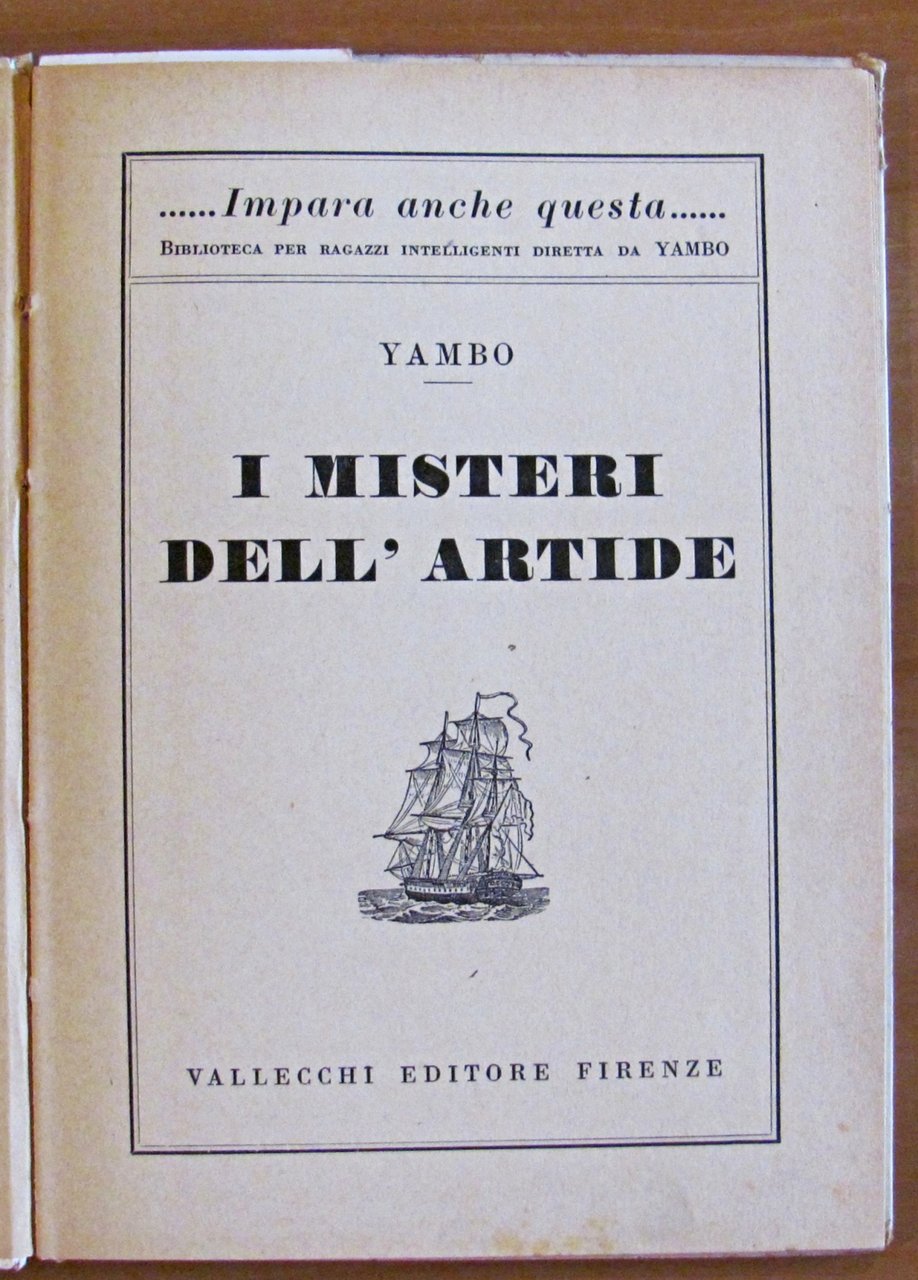 ......Impara anche questa......
BIBLIOTECA PER RAGAZZI INTELLIGENTI DIRETTA DA YAMBO
YAMBO
I MISTERI
DELL' ARTIDE
VALLECCHI EDITORE FIRENZE